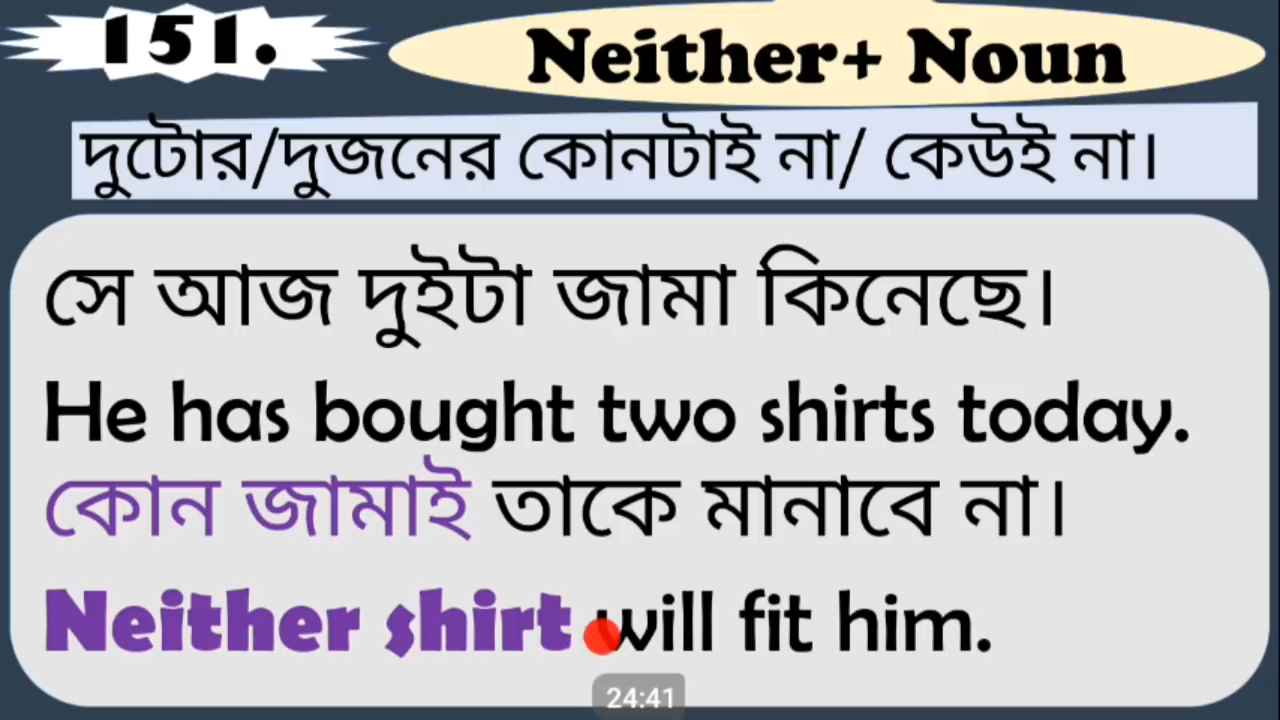 151.
Neither+ Noun
দুটোর/দুজনের কোনটাই না/ কেউই না।
সে আজ দুইটা জামা কিনেছে।
He has bought two shirts today.
কোন জামাই তাকে মানাবে না।
Neither shirt will fit him.
24:41